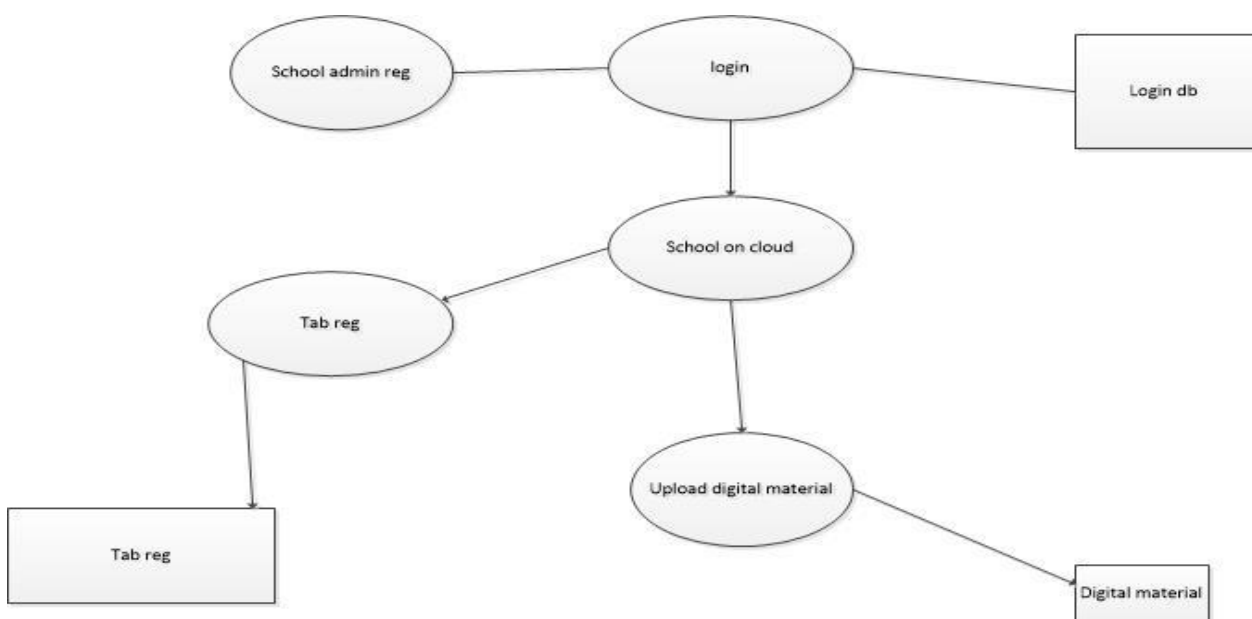 School admin reg
login
Login db
School on cloud
Tab reg
Upload digital material
Tab reg
Digital material